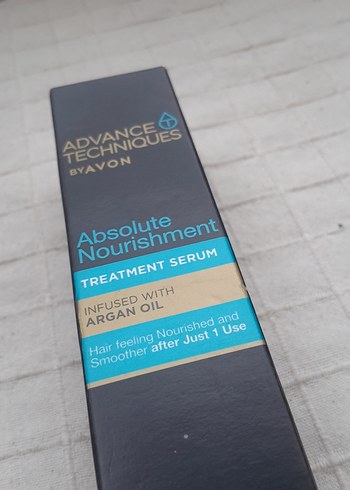 ADVANCE
TECHNIQUES
BY AVON
Absolute
Nourishment
TREATMENT SERUM
INFUSED WITH
ARGAN OIL
Hair feeling Nourished and
Smoother after Just 1 Use